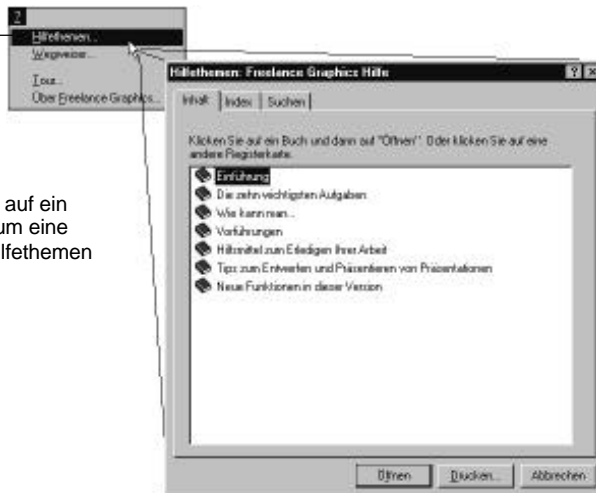 ?
Hilfethemen...
Wegweiser...
Tour...
Über Freelance Graphics...
auf ein
um eine
lfethemen
Hilfethemen: Freelance Graphics Hilfe
Inhalt Index Suchen
Klicken Sie auf ein Buch und dann auf "Öffnen". Oder klicken Sie auf eine
andere Registerkarte.
Einführung
Die zehn wichtigsten Aufgaben
Wie kann man...
Vorführungen
Hilfsmittel zum Erledigen Ihrer Arbeit
Tips zum Entwerfen und Präsentieren von Präsentationen
Neue Funktionen in dieser Version
Öffnen Drucken... Abbrechen